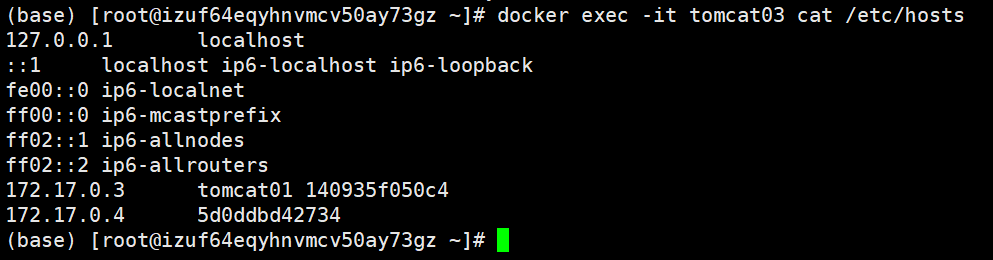 (base) [root@izuf64eqyhnvmcv50ay73gz ~]# docker exec -it tomcat03 cat /etc/hosts
127.0.0.1       localhost
::1     localhost ip6-localhost ip6-loopback
fe00::0 ip6-localnet
ff00::0 ip6-mcastprefix
ff02::1 ip6-allnodes
ff02::2 ip6-allrouters
172.17.0.3      tomcat01 140935f050c4
172.17.0.4      5d0ddbd42734
(base) [root@izuf64eqyhnvmcv50ay73gz ~]#